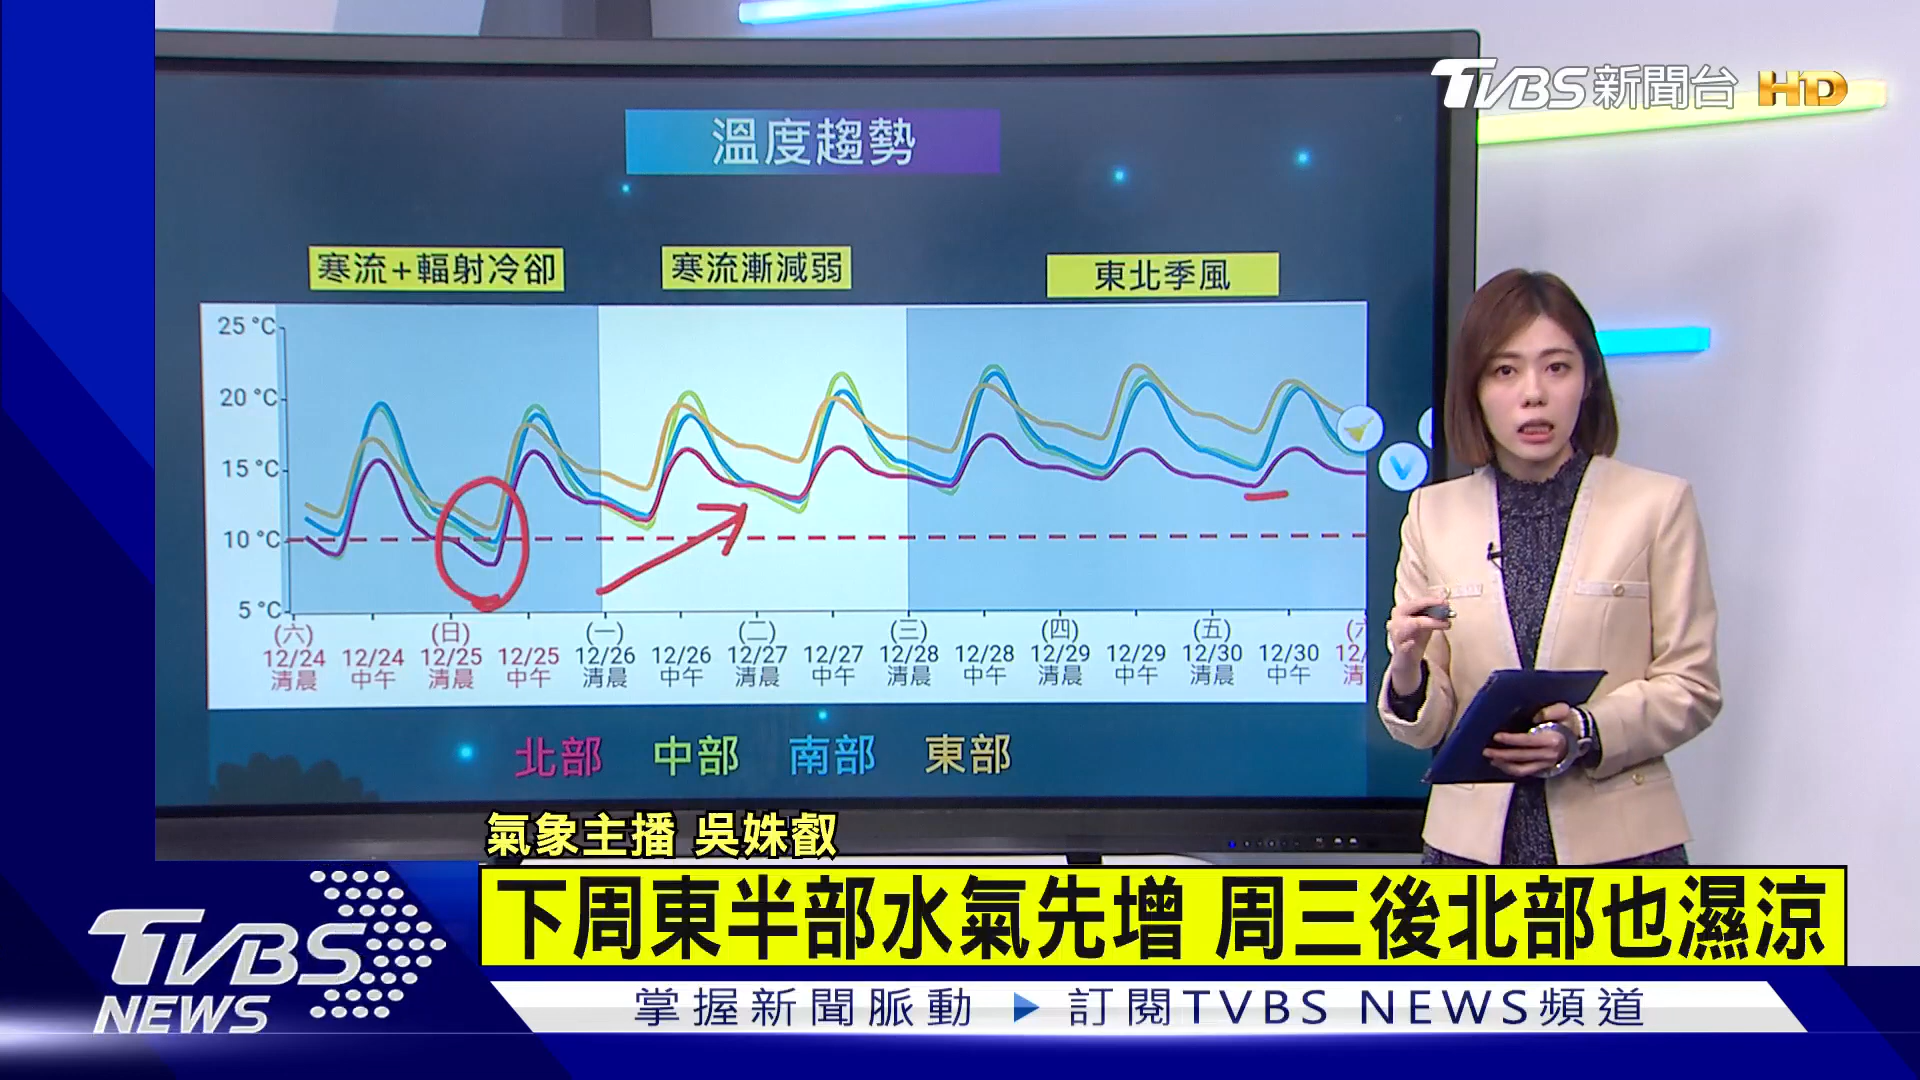 TVBS新聞台 HD
溫度趨勢
寒流+輻射冷卻
寒流漸減弱
東北季風
25 °C
20 °C
15 °C
10 °C
5 °C
(六) (日) (一) (二) (三) (四) (五) (六
12/24 12/24 12/25 12/25 12/26 12/26 12/27 12/27 12/28 12/28 12/29 12/29 12/30 12/30 12/
清晨 中午 清晨 中午 清晨 中午 清晨 中午 清晨 中午 清晨 中午 清晨 中午 清
北部 中部 南部 東部
氣象主播 吳姝叡
下周東半部水氣先增 周三後北部也濕涼
TVBS
NEWS
掌握新聞脈動 ▶ 訂閱TVBS NEWS頻道